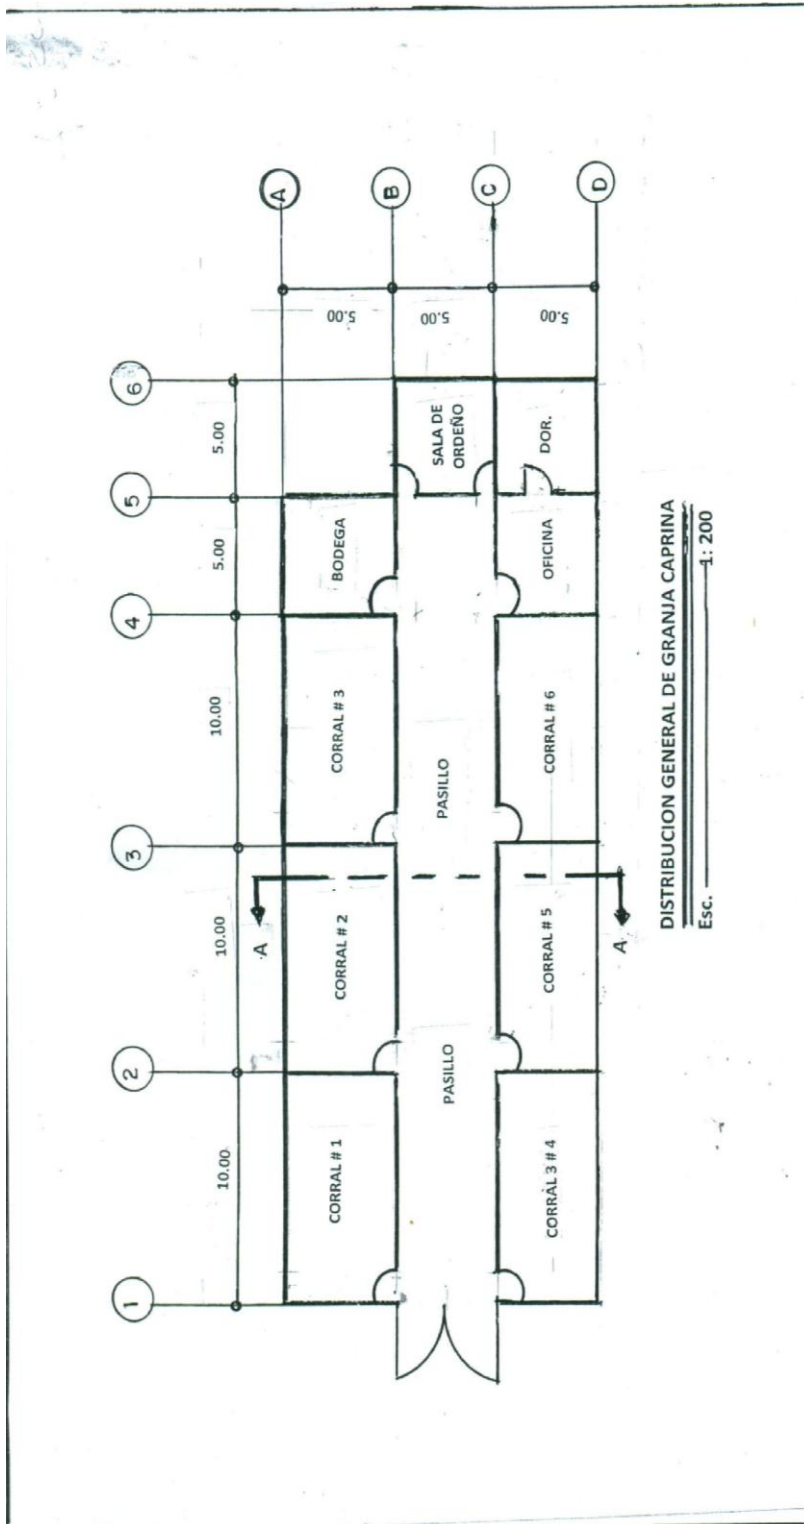 1
2
3
4
5
6
10.00
10.00
10.00
5.00
5.00
A
B
C
D
5.00
5.00
5.00
CORRAL # 1
CORRAL # 2
CORRAL # 3
BODEGA
A
PASILLO
PASILLO
SALA DE
ORDEÑO
CORRAL 3 # 4
CORRAL # 5
CORRAL # 6
OFICINA
DOR.
A
DISTRIBUCION GENERAL DE GRANJA CAPRINA
Esc. 1: 200